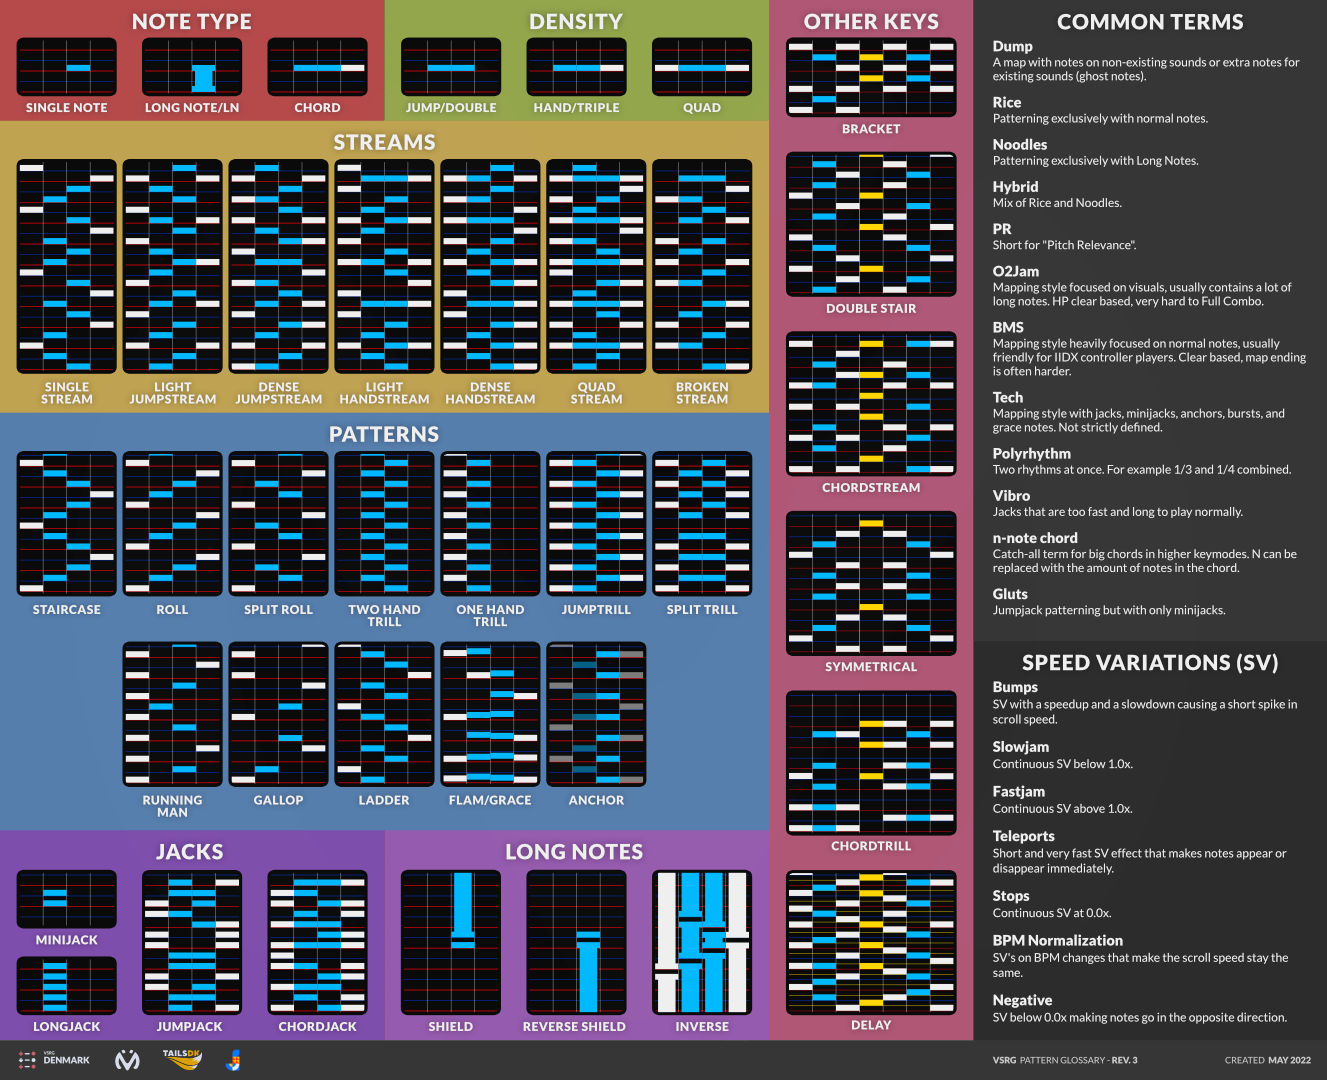 NOTE TYPE
SINGLE NOTE
LONG NOTE/LN
CHORD
DENSITY
JUMP/DOUBLE
HAND/TRIPLE
QUAD
STREAMS
SINGLE
STREAM
LIGHT
JUMPSTREAM
DENSE
JUMPSTREAM
LIGHT
HANDSTREAM
DENSE
HANDSTREAM
QUAD
STREAM
BROKEN
STREAM
PATTERNS
STAIRCASE
ROLL
SPLIT ROLL
TWO HAND
TRILL
ONE HAND
TRILL
JUMPTRILL
SPLIT TRILL
RUNNING
MAN
GALLOP
LADDER
FLAM/GRACE
ANCHOR
JACKS
MINIJACK
LONGJACK
JUMPJACK
CHORDJACK
LONG NOTES
SHIELD
REVERSE SHIELD
INVERSE
OTHER KEYS
BRACKET
DOUBLE STAIR
CHORDSTREAM
SYMMETRICAL
CHORDTRILL
DELAY
COMMON TERMS
Dump
A map with notes on non-existing sounds or extra notes for
existing sounds (ghost notes).
Rice
Patterning exclusively with normal notes.
Noodles
Patterning exclusively with Long Notes.
Hybrid
Mix of Rice and Noodles.
PR
Short for "Pitch Relevance".
O2Jam
Mapping style focused on visuals, usually contains a lot of
long notes. HP clear based, very hard to Full Combo.
BMS
Mapping style heavily focused on normal notes, usually
friendly for IIDX controller players. Clear based, map ending
is often harder.
Tech
Mapping style with jacks, minijacks, anchors, bursts, and
grace notes. Not strictly defined.
Polyrhythm
Two rhythms at once. For example 1/3 and 1/4 combined.
Vibro
Jacks that are too fast and long to play normally.
n-note chord
Catch-all term for big chords in higher keymodes. N can be
replaced with the amount of notes in the chord.
Gluts
Jumpjack patterning but with only minijacks.
SPEED VARIATIONS (SV)
Bumps
SV with a speedup and a slowdown causing a short spike in
scroll speed.
Slowjam
Continuous SV below 1.0x.
Fastjam
Continuous SV above 1.0x.
Teleports
Short and very fast SV effect that makes notes appear or
disappear immediately.
Stops
Continuous SV at 0.0x.
BPM Normalization
SV's on BPM changes that make the scroll speed stay the
same.
Negative
SV below 0.0x making notes go in the opposite direction.
VSRG
DENMARK
TAILSDK
VSRG PATTERN GLOSSARY - REV. 3
CREATED MAY 2022